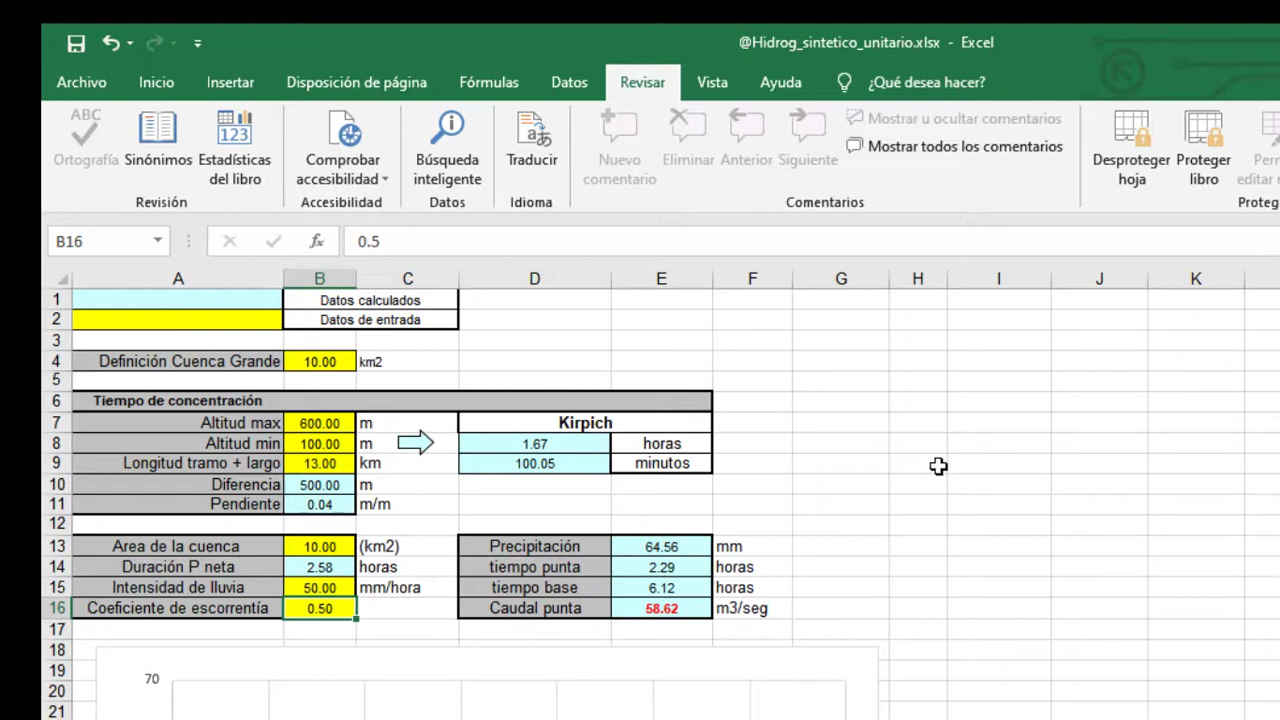 @Hidrog_sintetico_unitario.xlsx - Excel
Archivo Inicio Insertar Disposición de página Fórmulas Datos Revisar Vista Ayuda ¿Qué desea hacer?
ABC
123
Ortografía Sinónimos Estadísticas del libro
Revisión
Comprobar accesibilidad
Accesibilidad
Búsqueda inteligente
Datos
Traducir
Idioma
Nuevo comentario Eliminar Anterior Siguiente
Mostrar u ocultar comentarios
Mostrar todos los comentarios
Comentarios
Desproteger hoja
Proteger libro
B16 fx 0.5
A B C D E F G H I J K
1 Datos calculados
2 Datos de entrada
3
4 Definición Cuenca Grande 10.00 km2
5
6 Tiempo de concentración
7 Altitud max 600.00 m Kirpich
8 Altitud min 100.00 m 1.67 horas
9 Longitud tramo + largo 13.00 km 100.05 minutos
10 Diferencia 500.00 m
11 Pendiente 0.04 m/m
12
13 Area de la cuenca 10.00 (km2) Precipitación 64.56 mm
14 Duración P neta 2.58 horas tiempo punta 2.29 horas
15 Intensidad de lluvia 50.00 mm/hora tiempo base 6.12 horas
16 Coeficiente de escorrentía 0.50 Caudal punta 58.62 m3/seg
17
18
19 70
20
21